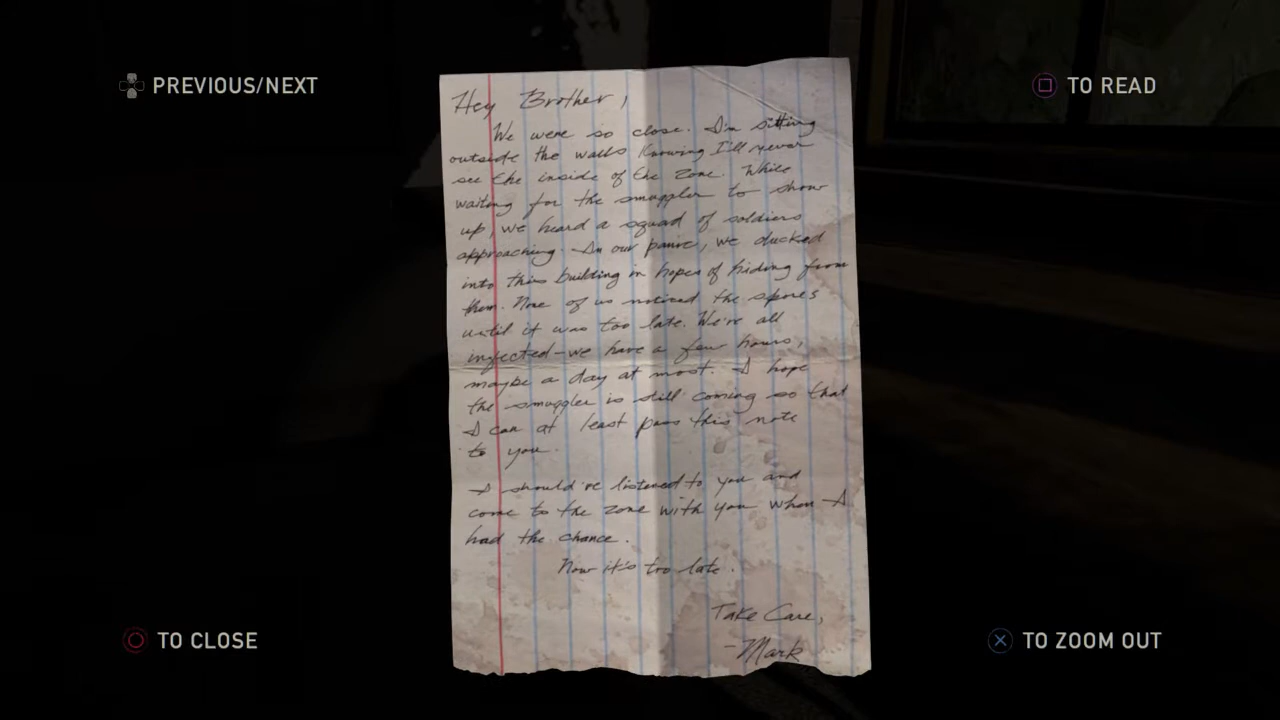 PREVIOUS/NEXT
TO READ
Hey Brother,
We were so close. I'm sitting
outside the walls knowing I'll never
see the inside of the zone. While
waiting for the smuggler to show
up, we heard a squad of soldiers
approaching. In our panic, we ducked
into this building in hopes of hiding from
them. None of us noticed the spores
until it was too late. We're all
infected-we have a few hours,
maybe a day at most. I hope
the smuggler is still coming so that
I can at least pass this note
to you.
I should've listened to you and
come to the zone with you when I
had the chance.
Now it's too late.
Take Care,
-Mark
TO CLOSE
TO ZOOM OUT